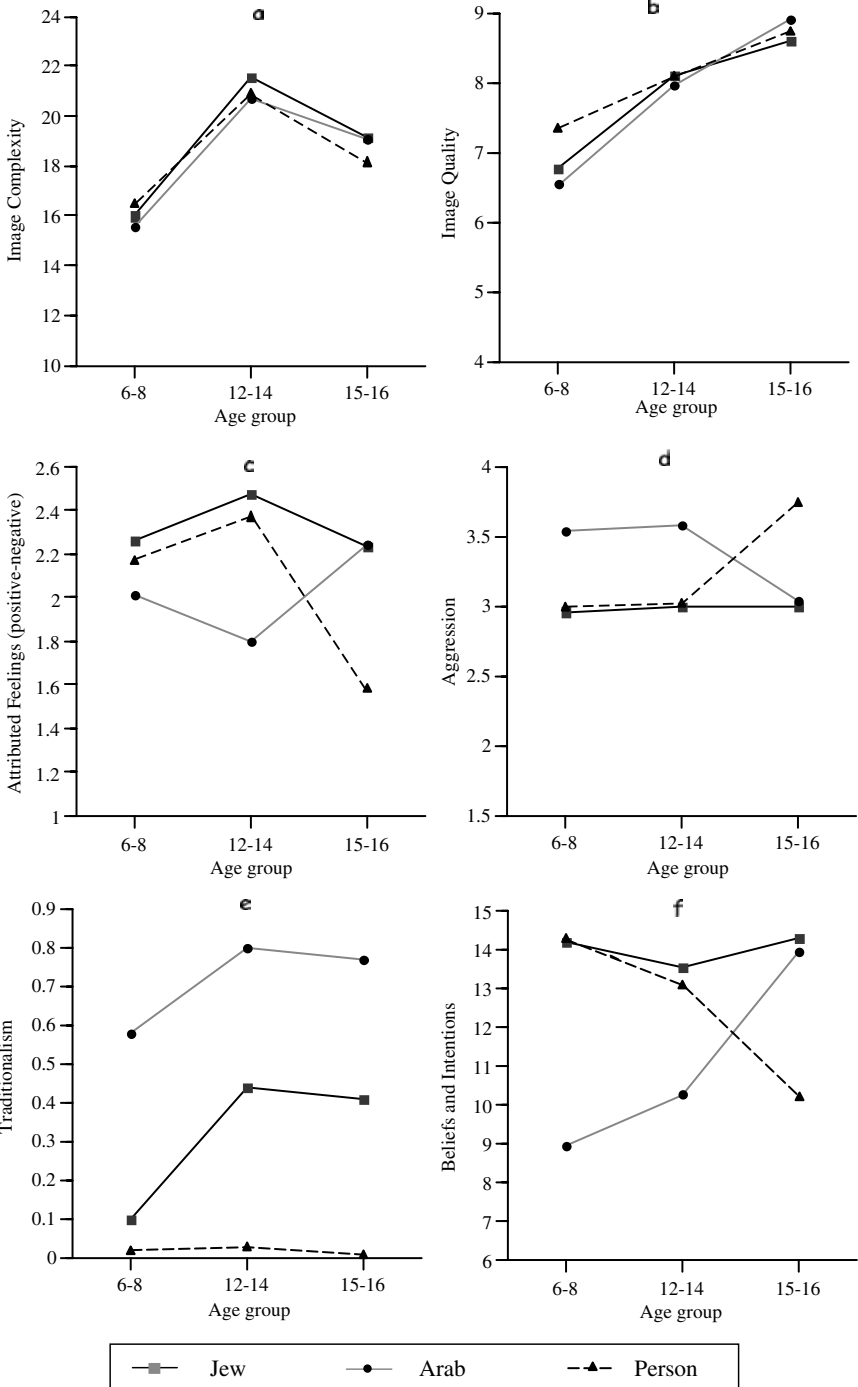 a
24
22
20
18
16
14
12
10
Image Complexity
6-8 12-14 15-16
Age group
b
9
8
7
6
5
4
Image Quality
6-8 12-14 15-16
Age group
c
2.6
2.4
2.2
2
1.8
1.6
1.4
1.2
1
Attributed Feelings (positive-negative)
6-8 12-14 15-16
Age group
d
4
3.5
3
2.5
2
1.5
Aggression
6-8 12-14 15-16
Age group
e
0.9
0.8
0.7
0.6
0.5
0.4
0.3
0.2
0.1
0
Traditionalism
6-8 12-14 15-16
Age group
f
15
14
13
12
11
10
9
8
7
6
Beliefs and Intentions
6-8 12-14 15-16
Age group
Jew Arab Person